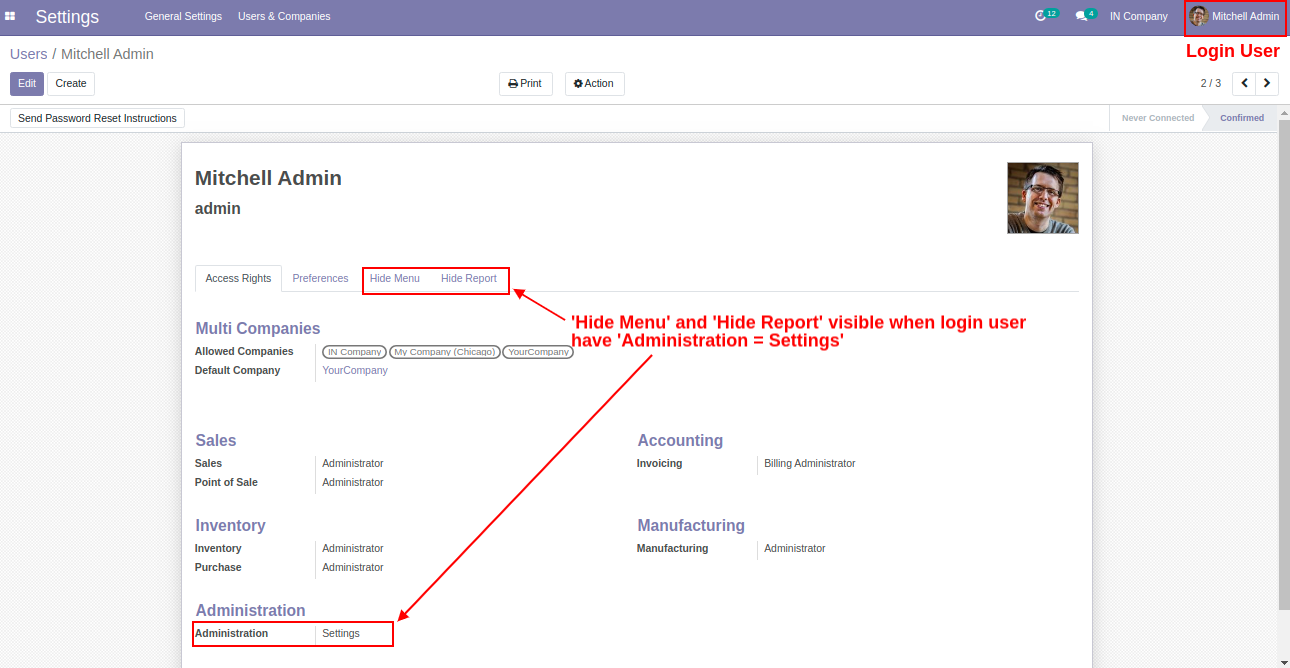 Settings General Settings Users & Companies 12 4 IN Company Mitchell Admin
Login User
Users / Mitchell Admin
Edit Create Print Action 2 / 3
Send Password Reset Instructions Never Connected Confirmed
Mitchell Admin
admin
Access Rights Preferences Hide Menu Hide Report
'Hide Menu' and 'Hide Report' visible when login user
have 'Administration = Settings'
Multi Companies
Allowed Companies IN Company My Company (Chicago) YourCompany
Default Company YourCompany
Sales Accounting
Sales Administrator Invoicing Billing Administrator
Point of Sale Administrator
Inventory Manufacturing
Inventory Administrator Manufacturing Administrator
Purchase Administrator
Administration
Administration Settings